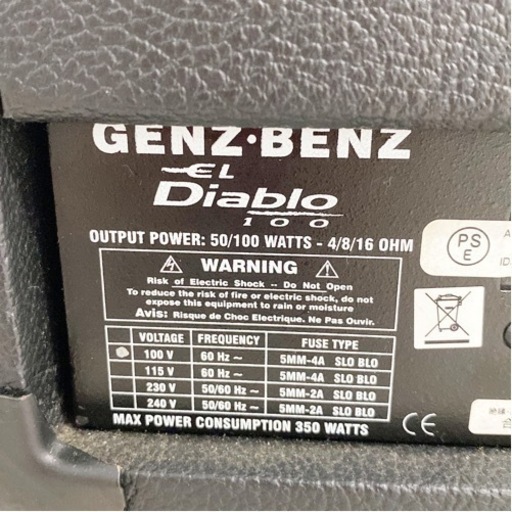 GENZ·BENZ
EL
Diablo
100
OUTPUT POWER: 50/100 WATTS - 4/8/16 OHM
WARNING
Risk of Electric Shock -- Do Not Open
To reduce the risk of fire or electric shock, do not
expose this equipment to rain or moisture
Avis: Risque de Choc Electrique. Ne Pas Ouvrir.
VOLTAGE FREQUENCY FUSE TYPE
100 V 60 Hz ~ 5MM-4A SLO BLO
115 V 60 Hz ~ 5MM-4A SLO BLO
230 V 50/60 Hz ~ 5MM-2A SLO BLO
240 V 50/60 Hz ~ 5MM-2A SLO BLO
MAX POWER CONSUMPTION 350 WATTS
CE
PS
E
A
ID